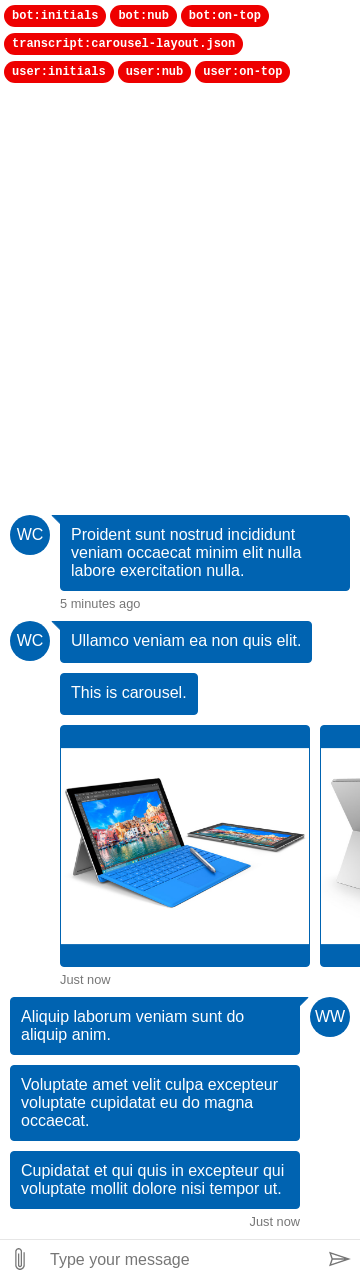 bot:initials bot:nub bot:on-top
transcript:carousel-layout.json
user:initials user:nub user:on-top
WC
Proident sunt nostrud incididunt
veniam occaecat minim elit nulla
labore exercitation nulla.
5 minutes ago
WC
Ullamco veniam ea non quis elit.
This is carousel.
Just now
Aliquip laborum veniam sunt do
aliquip anim.
WW
Voluptate amet velit culpa excepteur
voluptate cupidatat eu do magna
occaecat.
Cupidatat et qui quis in excepteur qui
voluptate mollit dolore nisi tempor ut.
Just now
Type your message